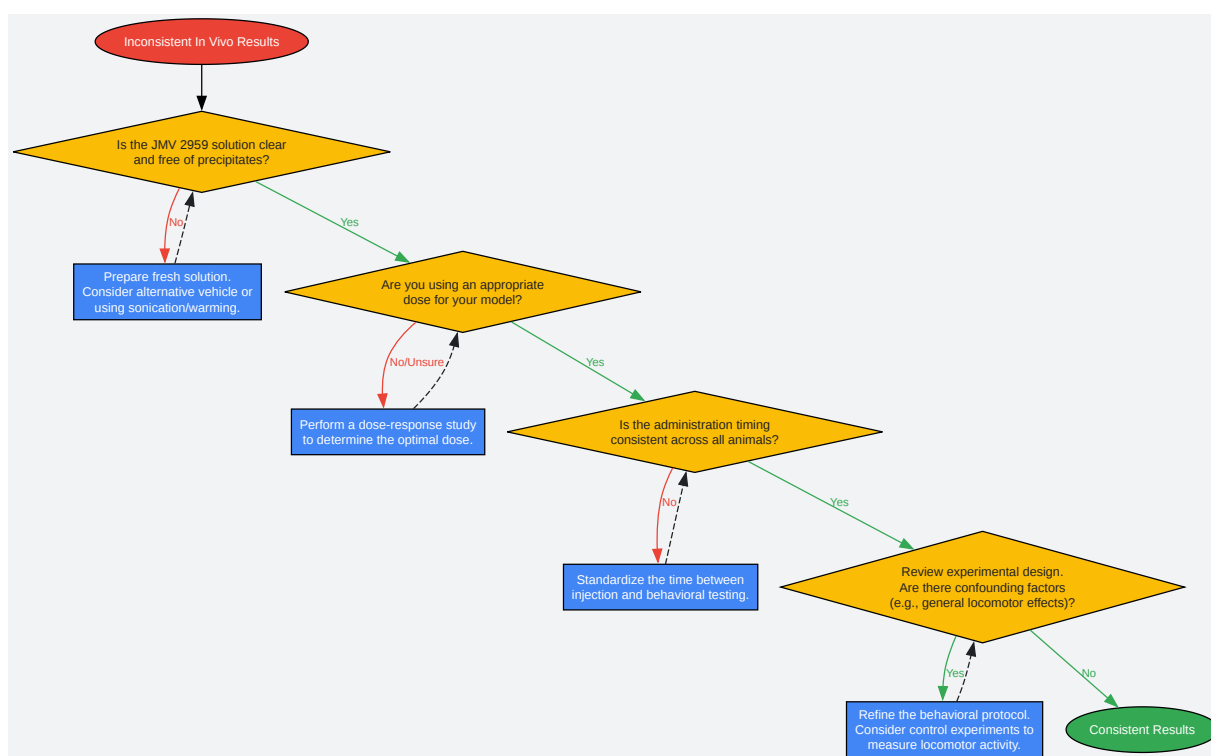 Inconsistent In Vivo Results
Is the JMV 2959 solution clear
and free of precipitates?
No
Yes
Prepare fresh solution.
Consider alternative vehicle or
using sonication/warming.
Are you using an appropriate
dose for your model?
No/Unsure
Yes
Perform a dose-response study
to determine the optimal dose.
Is the administration timing
consistent across all animals?
No
Yes
Standardize the time between
injection and behavioral testing.
Review experimental design.
Are there confounding factors
(e.g., general locomotor effects)?
Yes
No
Refine the behavioral protocol.
Consider control experiments to
measure locomotor activity.
Consistent Results